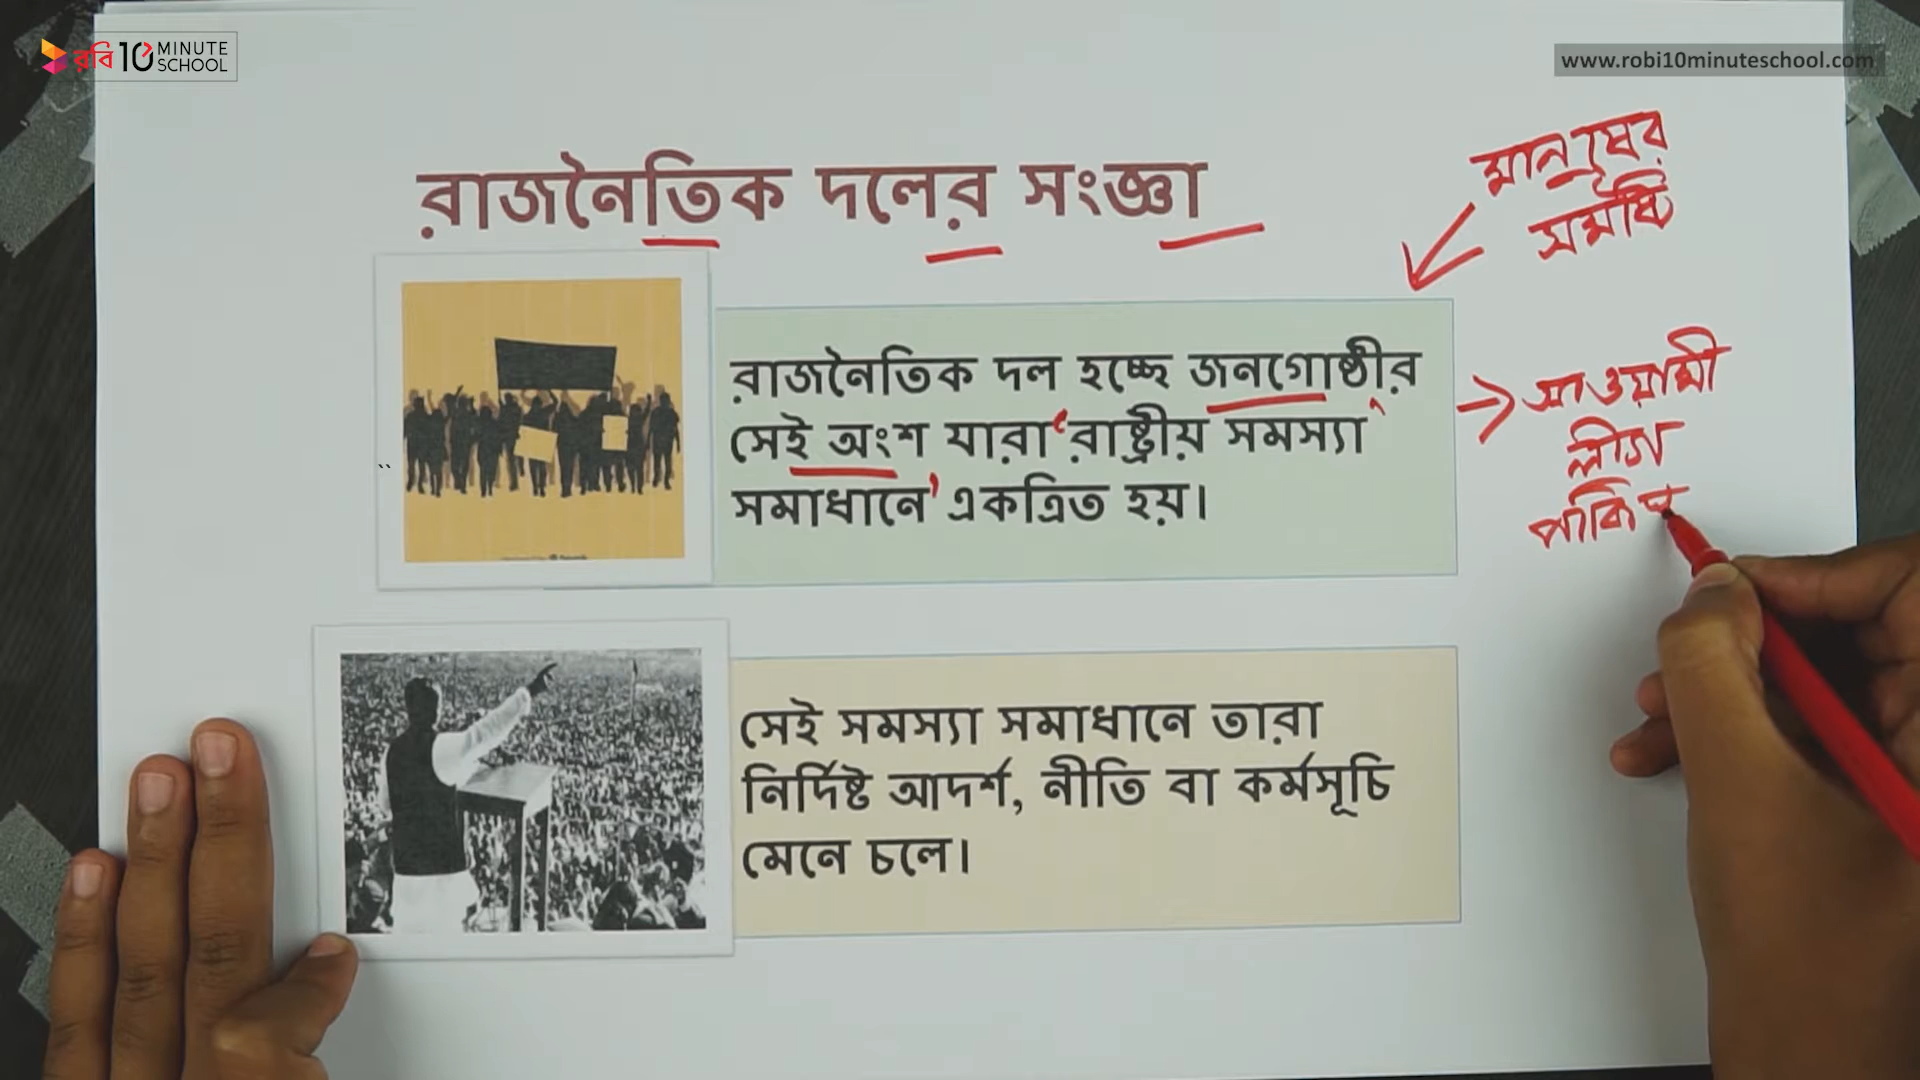 রবি 10 MINUTE SCHOOL
www.robi10minuteschool.com
রাজনৈতিক দলের সংজ্ঞা
মানুষের
সমষ্টি
রাজনৈতিক দল হচ্ছে জনগোষ্ঠীর
সেই অংশ যারা ‘রাষ্ট্রীয় সমস্যা
সমাধানে’ একত্রিত হয়।
আওয়ামী
লীগ
সেই সমস্যা সমাধানে তারা
নির্দিষ্ট আদর্শ, নীতি বা কর্মসূচি
মেনে চলে।